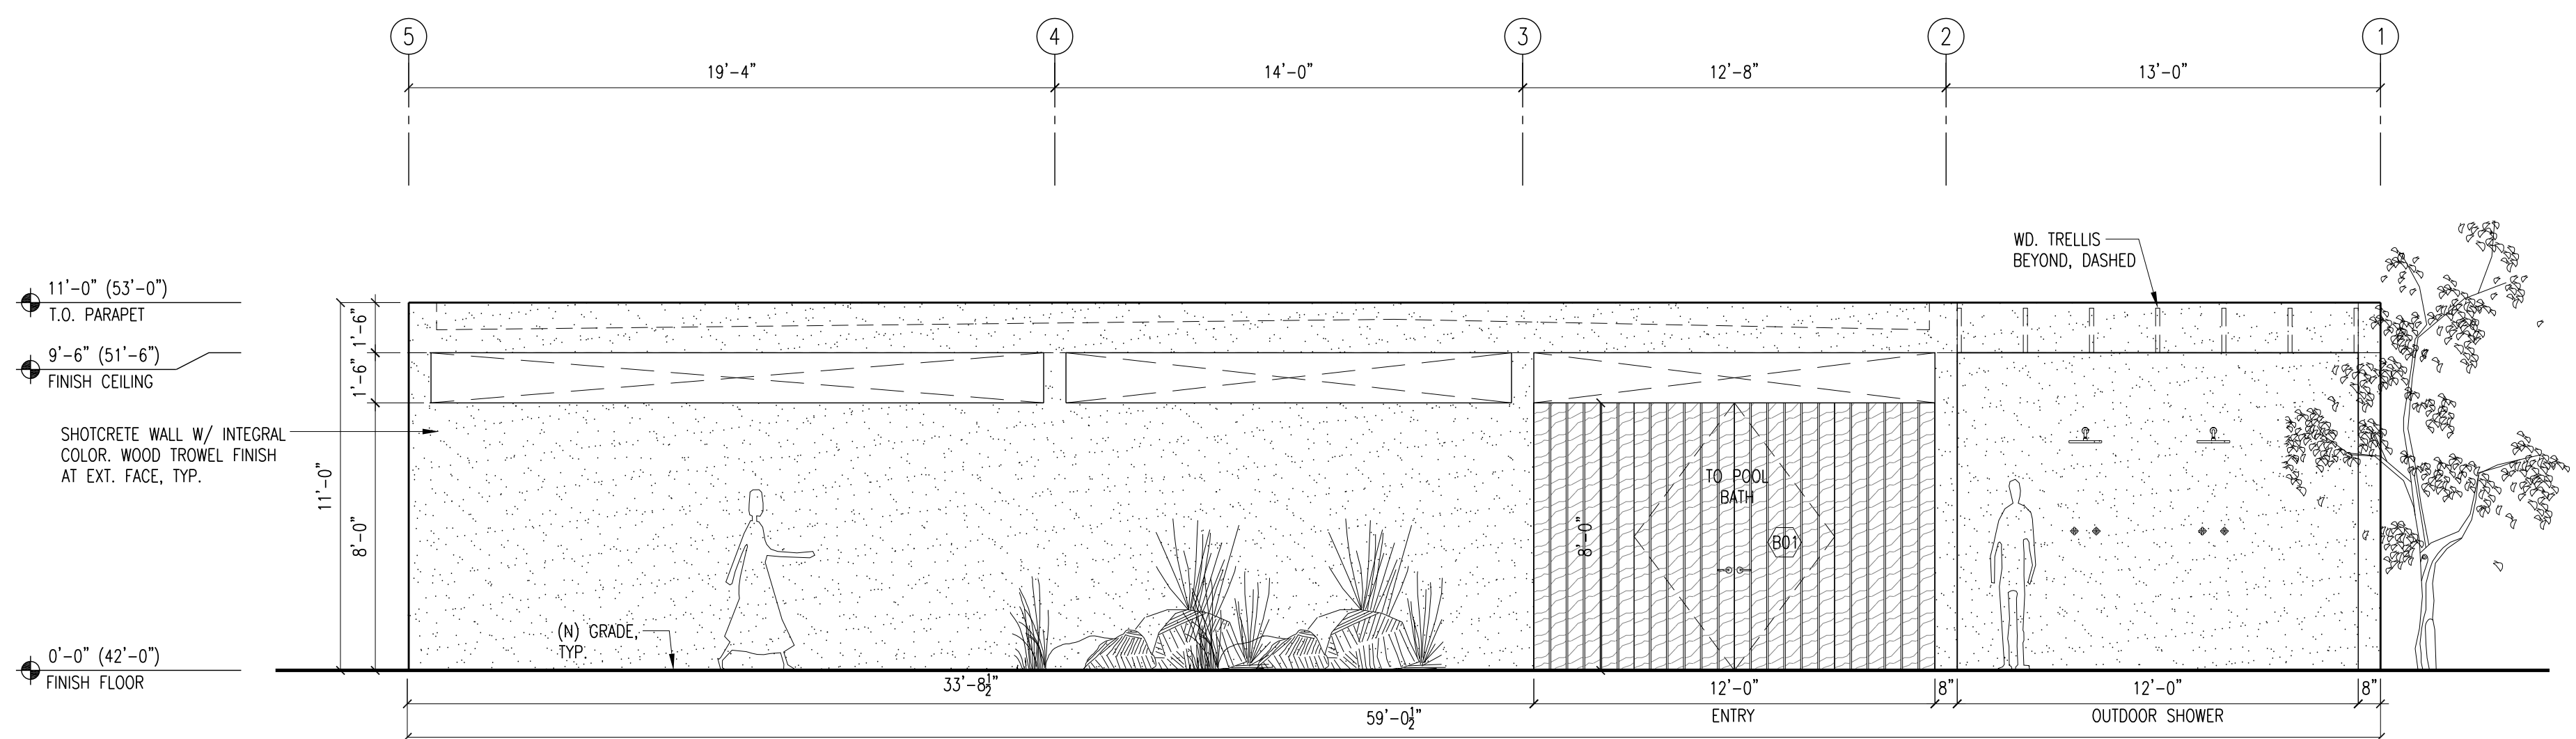 5
4
3
2
1
19'-4"
14'-0"
12'-8"
13'-0"
WD. TRELLIS
BEYOND, DASHED
11'-0" (53'-0")
T.O. PARAPET
9'-6" (51'-6")
FINISH CEILING
1'-6"
1'-6"
11'-0"
8'-0"
SHOTCRETE WALL W/ INTEGRAL
COLOR. WOOD TROWEL FINISH
AT EXT. FACE, TYP.
TO POOL
BATH
8'-0"
B01
(N) GRADE,
TYP.
0'-0" (42'-0")
FINISH FLOOR
33'-8½"
12'-0"
8"
12'-0"
8"
59'-0½"
ENTRY
OUTDOOR SHOWER